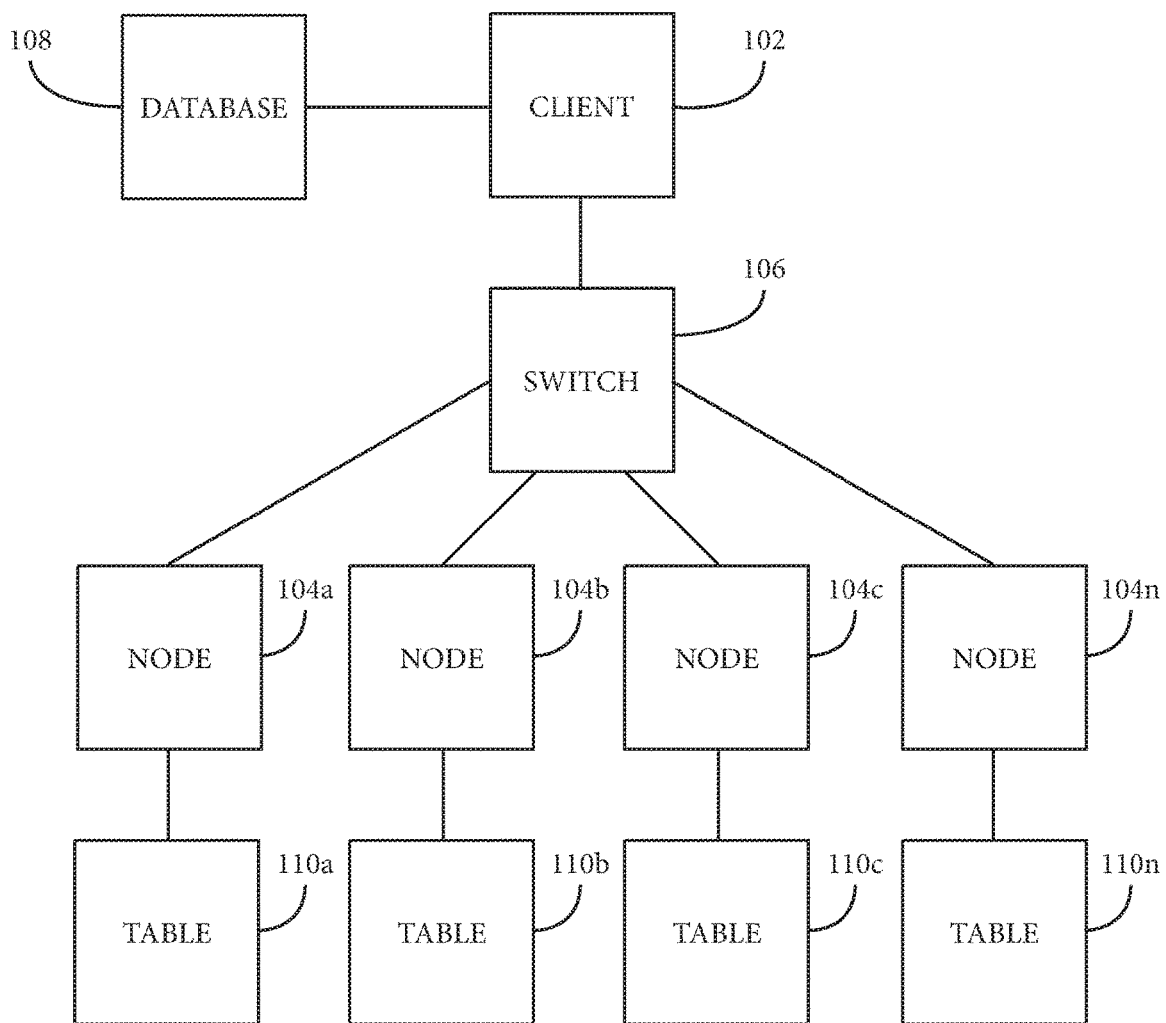 108
102
DATABASE
CLIENT
106
SWITCH
104a
104b
104c
104n
NODE
NODE
NODE
NODE
110a
110b
110c
110n
TABLE
TABLE
TABLE
TABLE